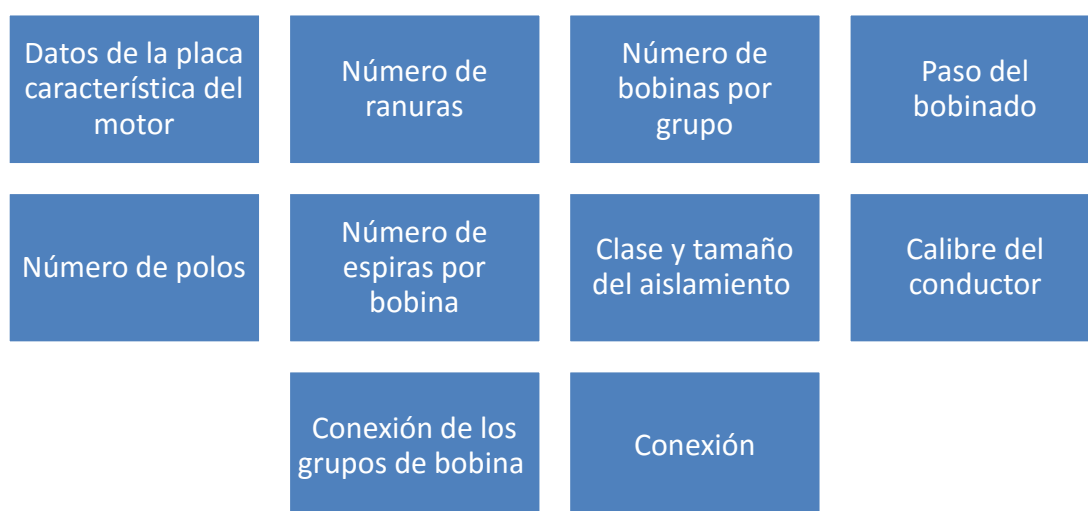 Datos de la placa
característica del
motor
Número de
ranuras
Número de
bobinas por
grupo
Paso del
bobinado
Número de polos
Número de
espiras por
bobina
Clase y tamaño
del aislamiento
Calibre del
conductor
Conexión de los
grupos de bobina
Conexión